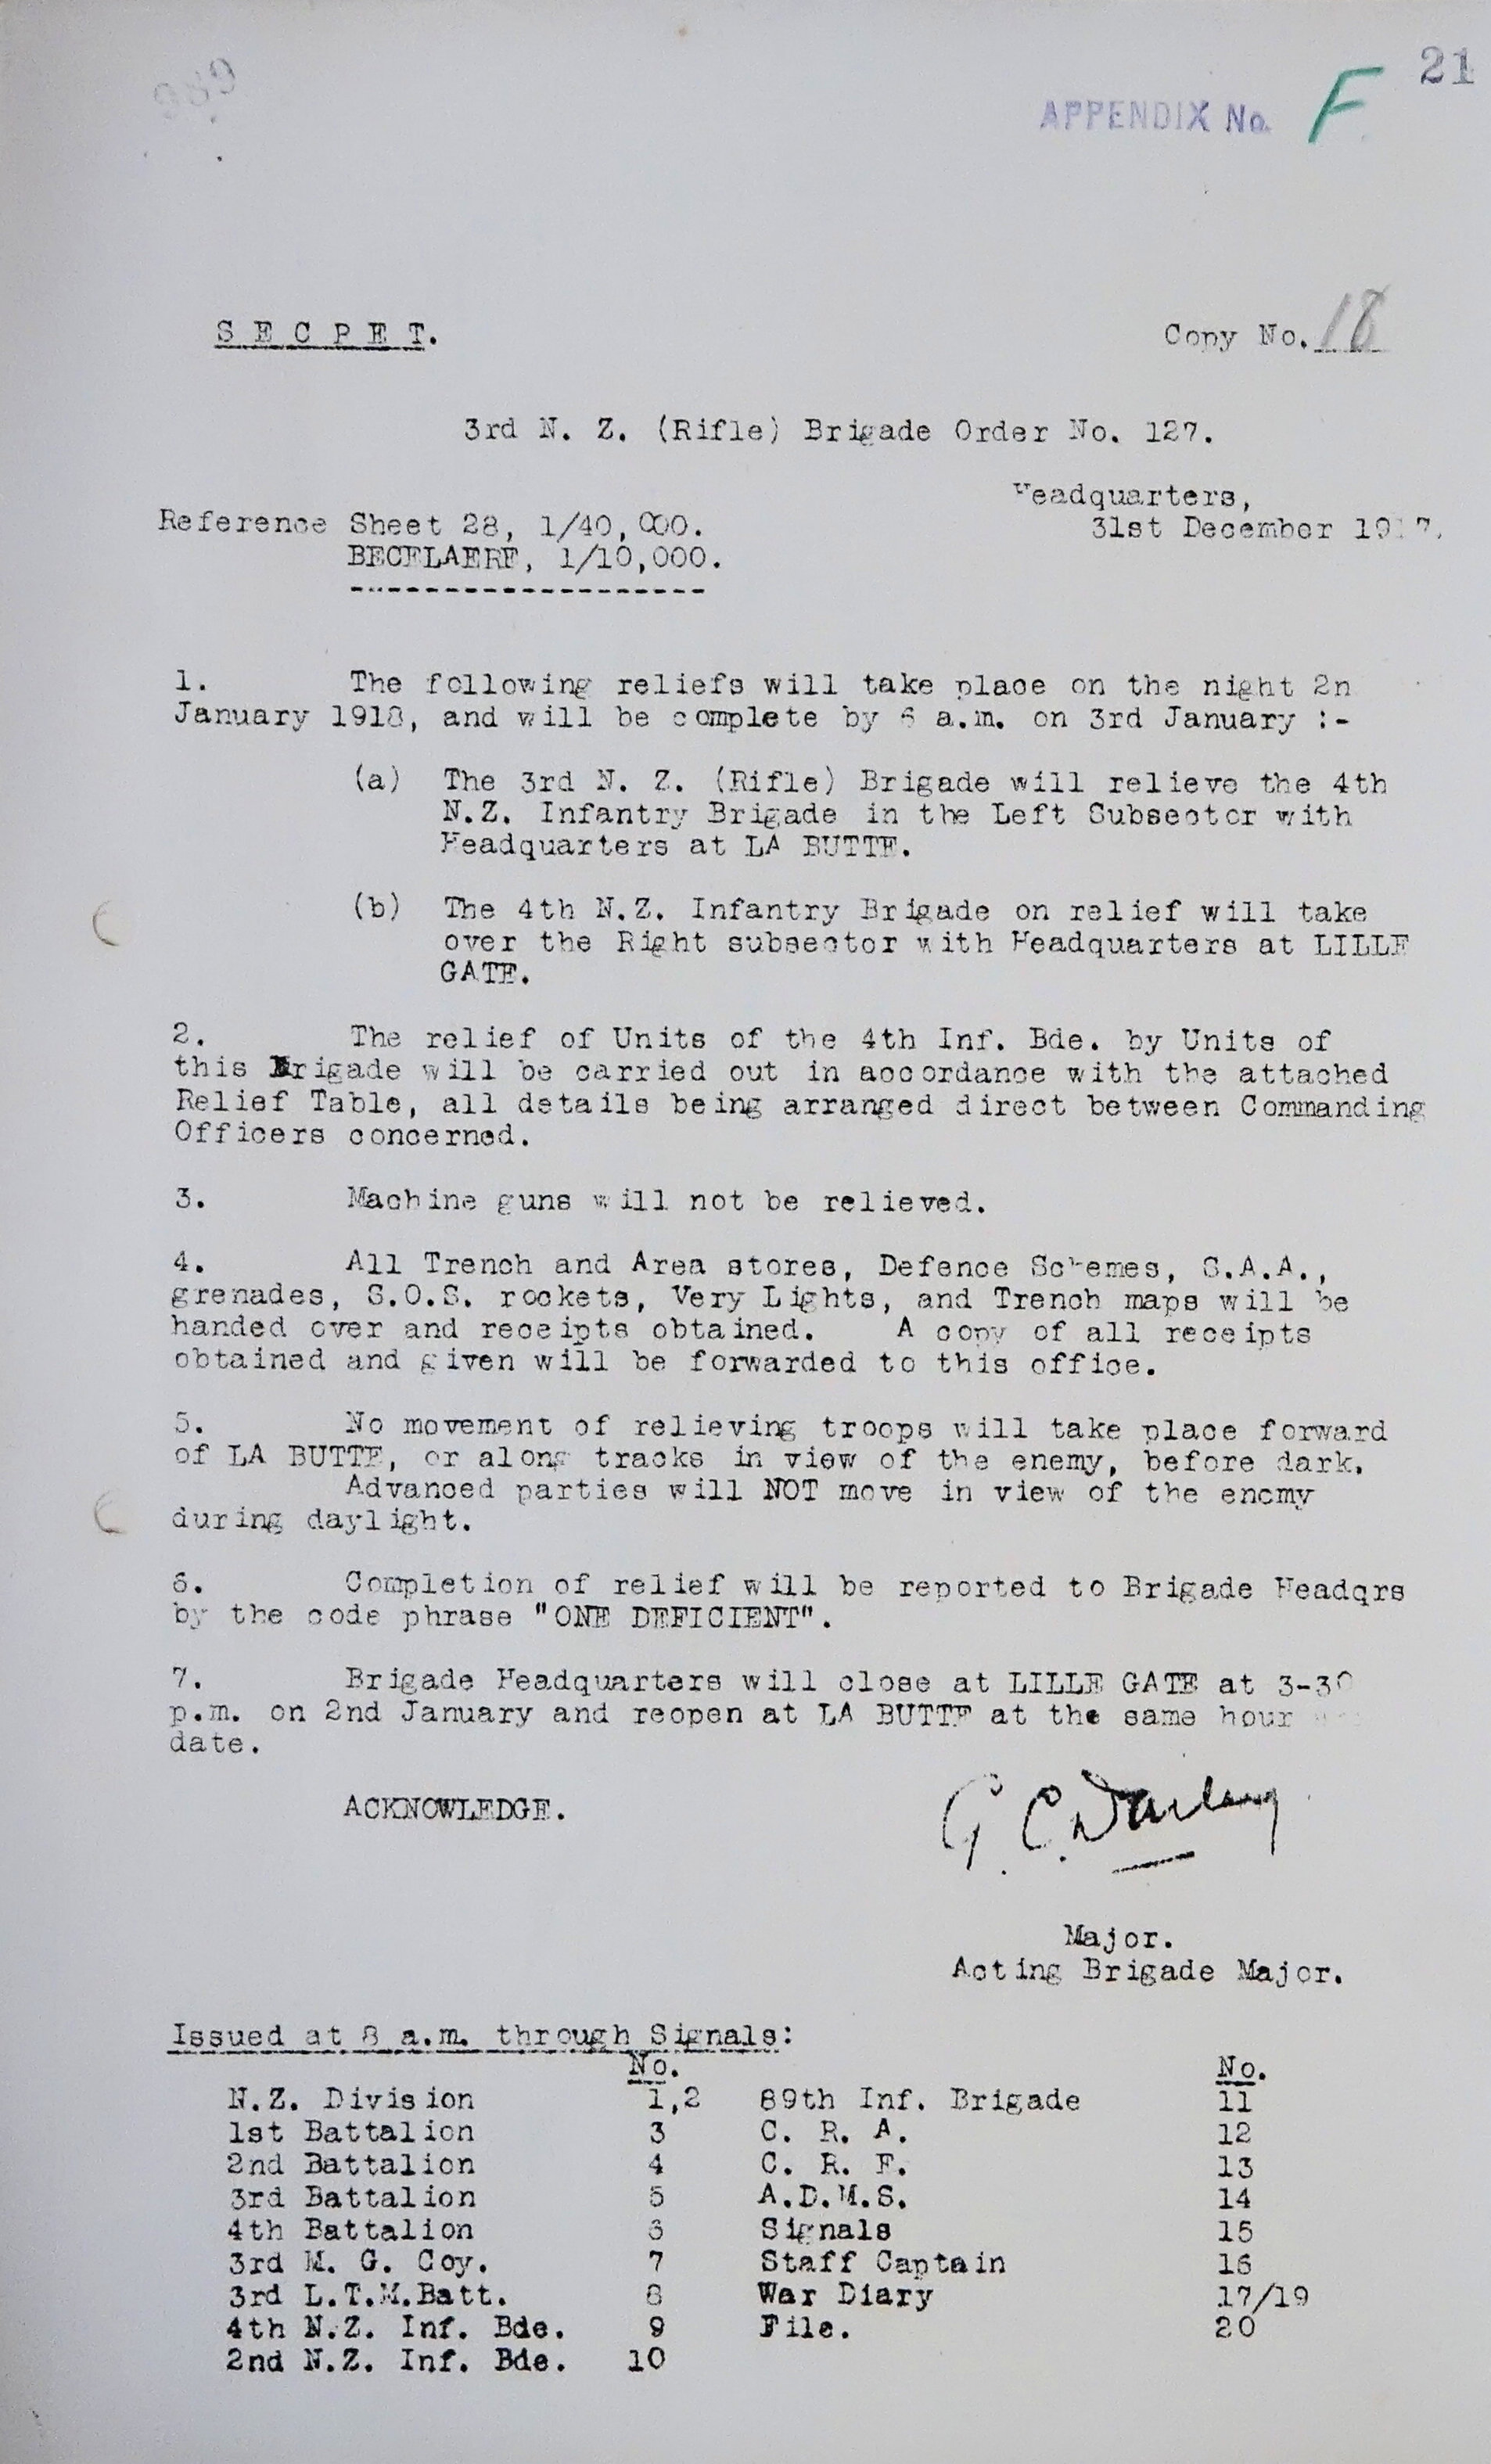 21
APPENDIX No. F
S E C R E T.
Copy No. 18
3rd N. Z. (Rifle) Brigade Order No. 127.
Headquarters,
31st December 1917.
Reference Sheet 28, 1/40,000.
BECELAERE, 1/10,000.
-------------------
1. The following reliefs will take place on the night 2n
January 1918, and will be complete by 6 a.m. on 3rd January :-
(a) The 3rd N. Z. (Rifle) Brigade will relieve the 4th
N.Z. Infantry Brigade in the Left Subsector with
Headquarters at LA BUTTE.
(b) The 4th N.Z. Infantry Brigade on relief will take
over the Right subsector with Headquarters at LILLE
GATE.
2. The relief of Units of the 4th Inf. Bde. by Units of
this Brigade will be carried out in accordance with the attached
Relief Table, all details being arranged direct between Commanding
Officers concerned.
3. Machine guns will not be relieved.
4. All Trench and Area stores, Defence Schemes, S.A.A.,
grenades, S.O.S. rockets, Very Lights, and Trench maps will be
handed over and receipts obtained. A copy of all receipts
obtained and given will be forwarded to this office.
5. No movement of relieving troops will take place forward
of LA BUTTE, or along tracks in view of the enemy, before dark.
Advanced parties will NOT move in view of the enemy
during daylight.
6. Completion of relief will be reported to Brigade Headqrs
by the code phrase "ONE DEFICIENT".
7. Brigade Headquarters will close at LILLE GATE at 3-30
p.m. on 2nd January and reopen at LA BUTTE at the same hour
date.
ACKNOWLEDGE.
G. C. Dailey
Major.
Acting Brigade Major.
Issued at 8 a.m. through Signals:
No. No.
N.Z. Division 1,2 89th Inf. Brigade 11
1st Battalion 3 C. R. A. 12
2nd Battalion 4 C. R. E. 13
3rd Battalion 5 A.D.M.S. 14
4th Battalion 6 Signals 15
3rd M. G. Coy. 7 Staff Captain 16
3rd L.T.M.Batt. 8 War Diary 17/19
4th N.Z. Inf. Bde. 9 File. 20
2nd N.Z. Inf. Bde. 10